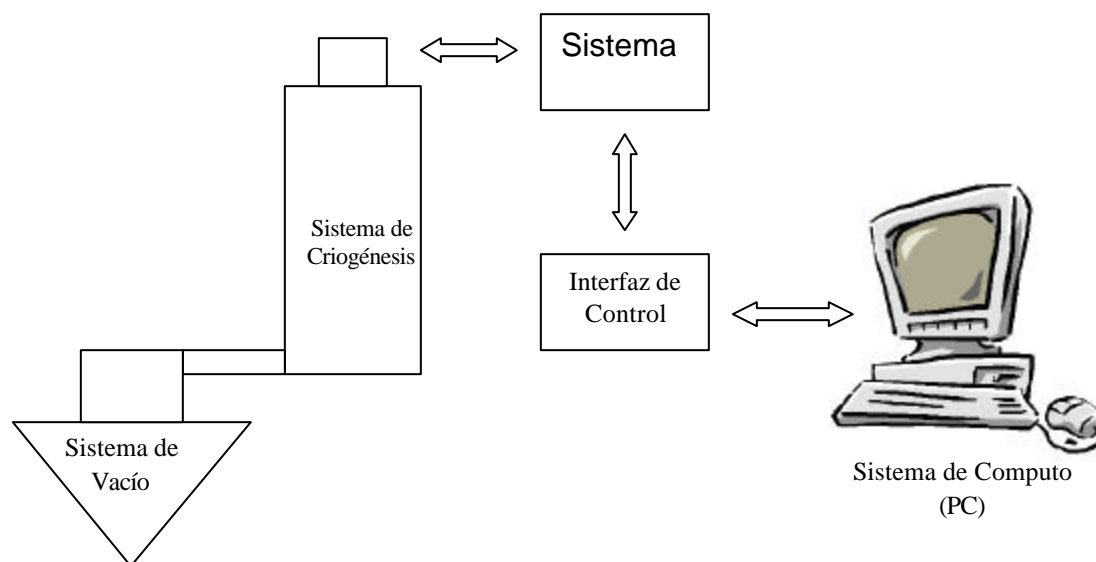 Sistema
Sistema de
Criogénesis
Interfaz de
Control
Sistema de
Vacío
Sistema de Computo
(PC)